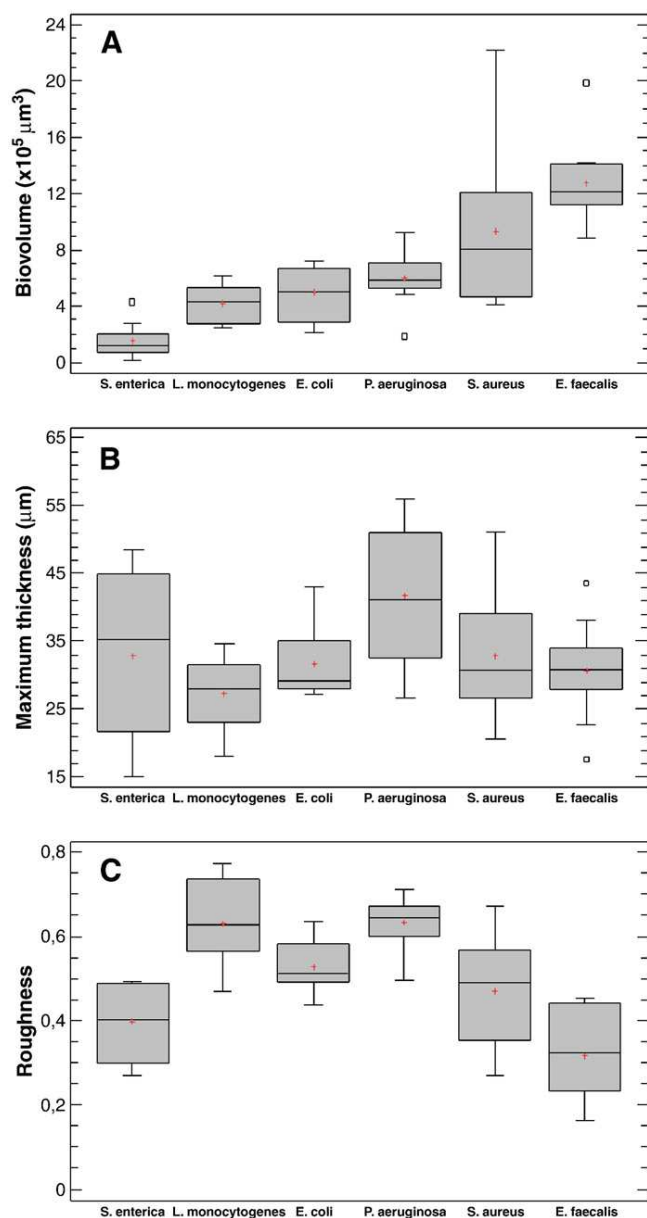 A
Biovolume (x10⁵ μm³)
24
20
16
12
8
4
0
S. enterica L. monocytogenes E. coli P. aeruginosa S. aureus E. faecalis
B
Maximum thickness (μm)
65
55
45
35
25
15
S. enterica L. monocytogenes E. coli P. aeruginosa S. aureus E. faecalis
C
Roughness
0,8
0,6
0,4
0,2
0
S. enterica L. monocytogenes E. coli P. aeruginosa S. aureus E. faecalis